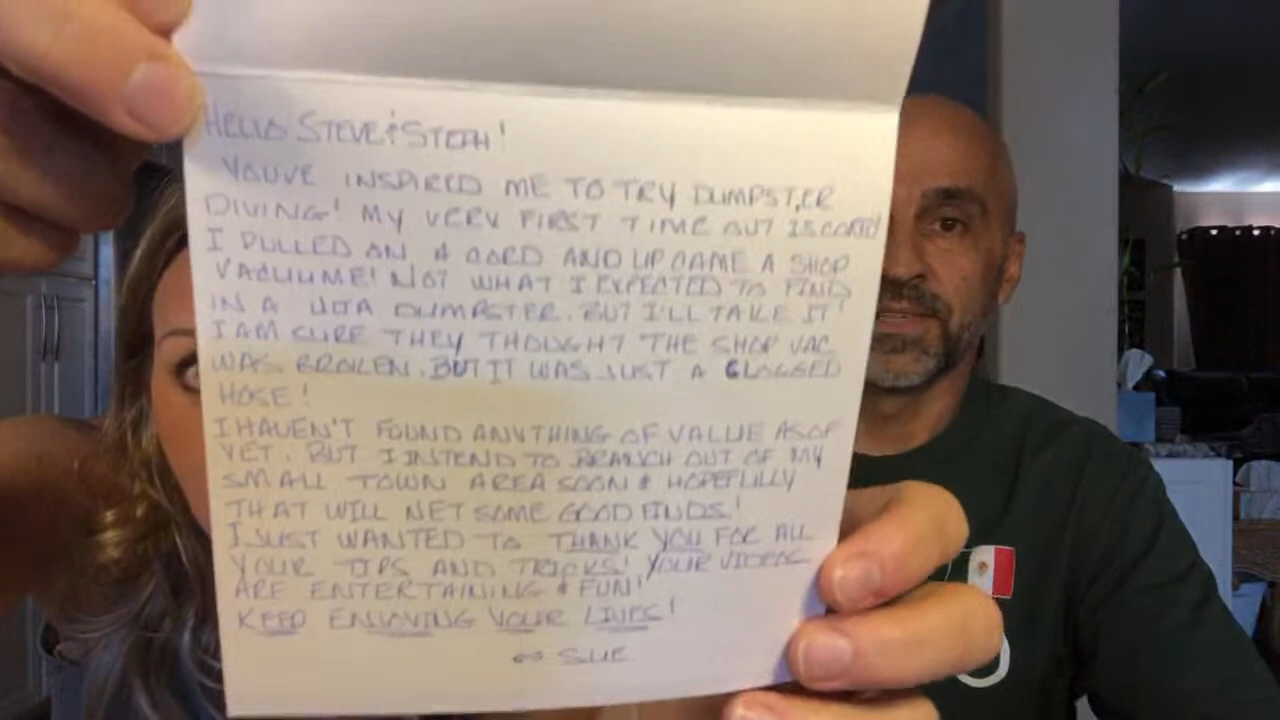 HELLO STEVE & STEPH!
YOUVE INSPIRED ME TO TRY DUMPSTER
DIVING! MY VERY FIRST TIME OUT I SCORED!
I PULLED ON A CORD AND UP CAME A SHOP
VACUUME! NOT WHAT I EXPECTED TO FIND
IN A DUMPSTER. BUT I'LL TAKE IT!
I AM SURE THEY THOUGHT THE SHOP VAC
WAS BROKEN. BUT IT WAS JUST A CLOGGED
HOSE!
I HAVEN'T FOUND ANYTHING OF VALUE AS OF
YET. BUT I INTEND TO BRANCH OUT OF MY
SMALL TOWN AREA SOON & HOPEFULLY
THAT WILL NET SOME GOOD FINDS!
I JUST WANTED TO THANK YOU FOR ALL
YOUR TIPS AND TRICKS! YOUR VIDEOS
ARE ENTERTAINING & FUN!
KEEP ENJOYING YOUR LIVES!
SUE